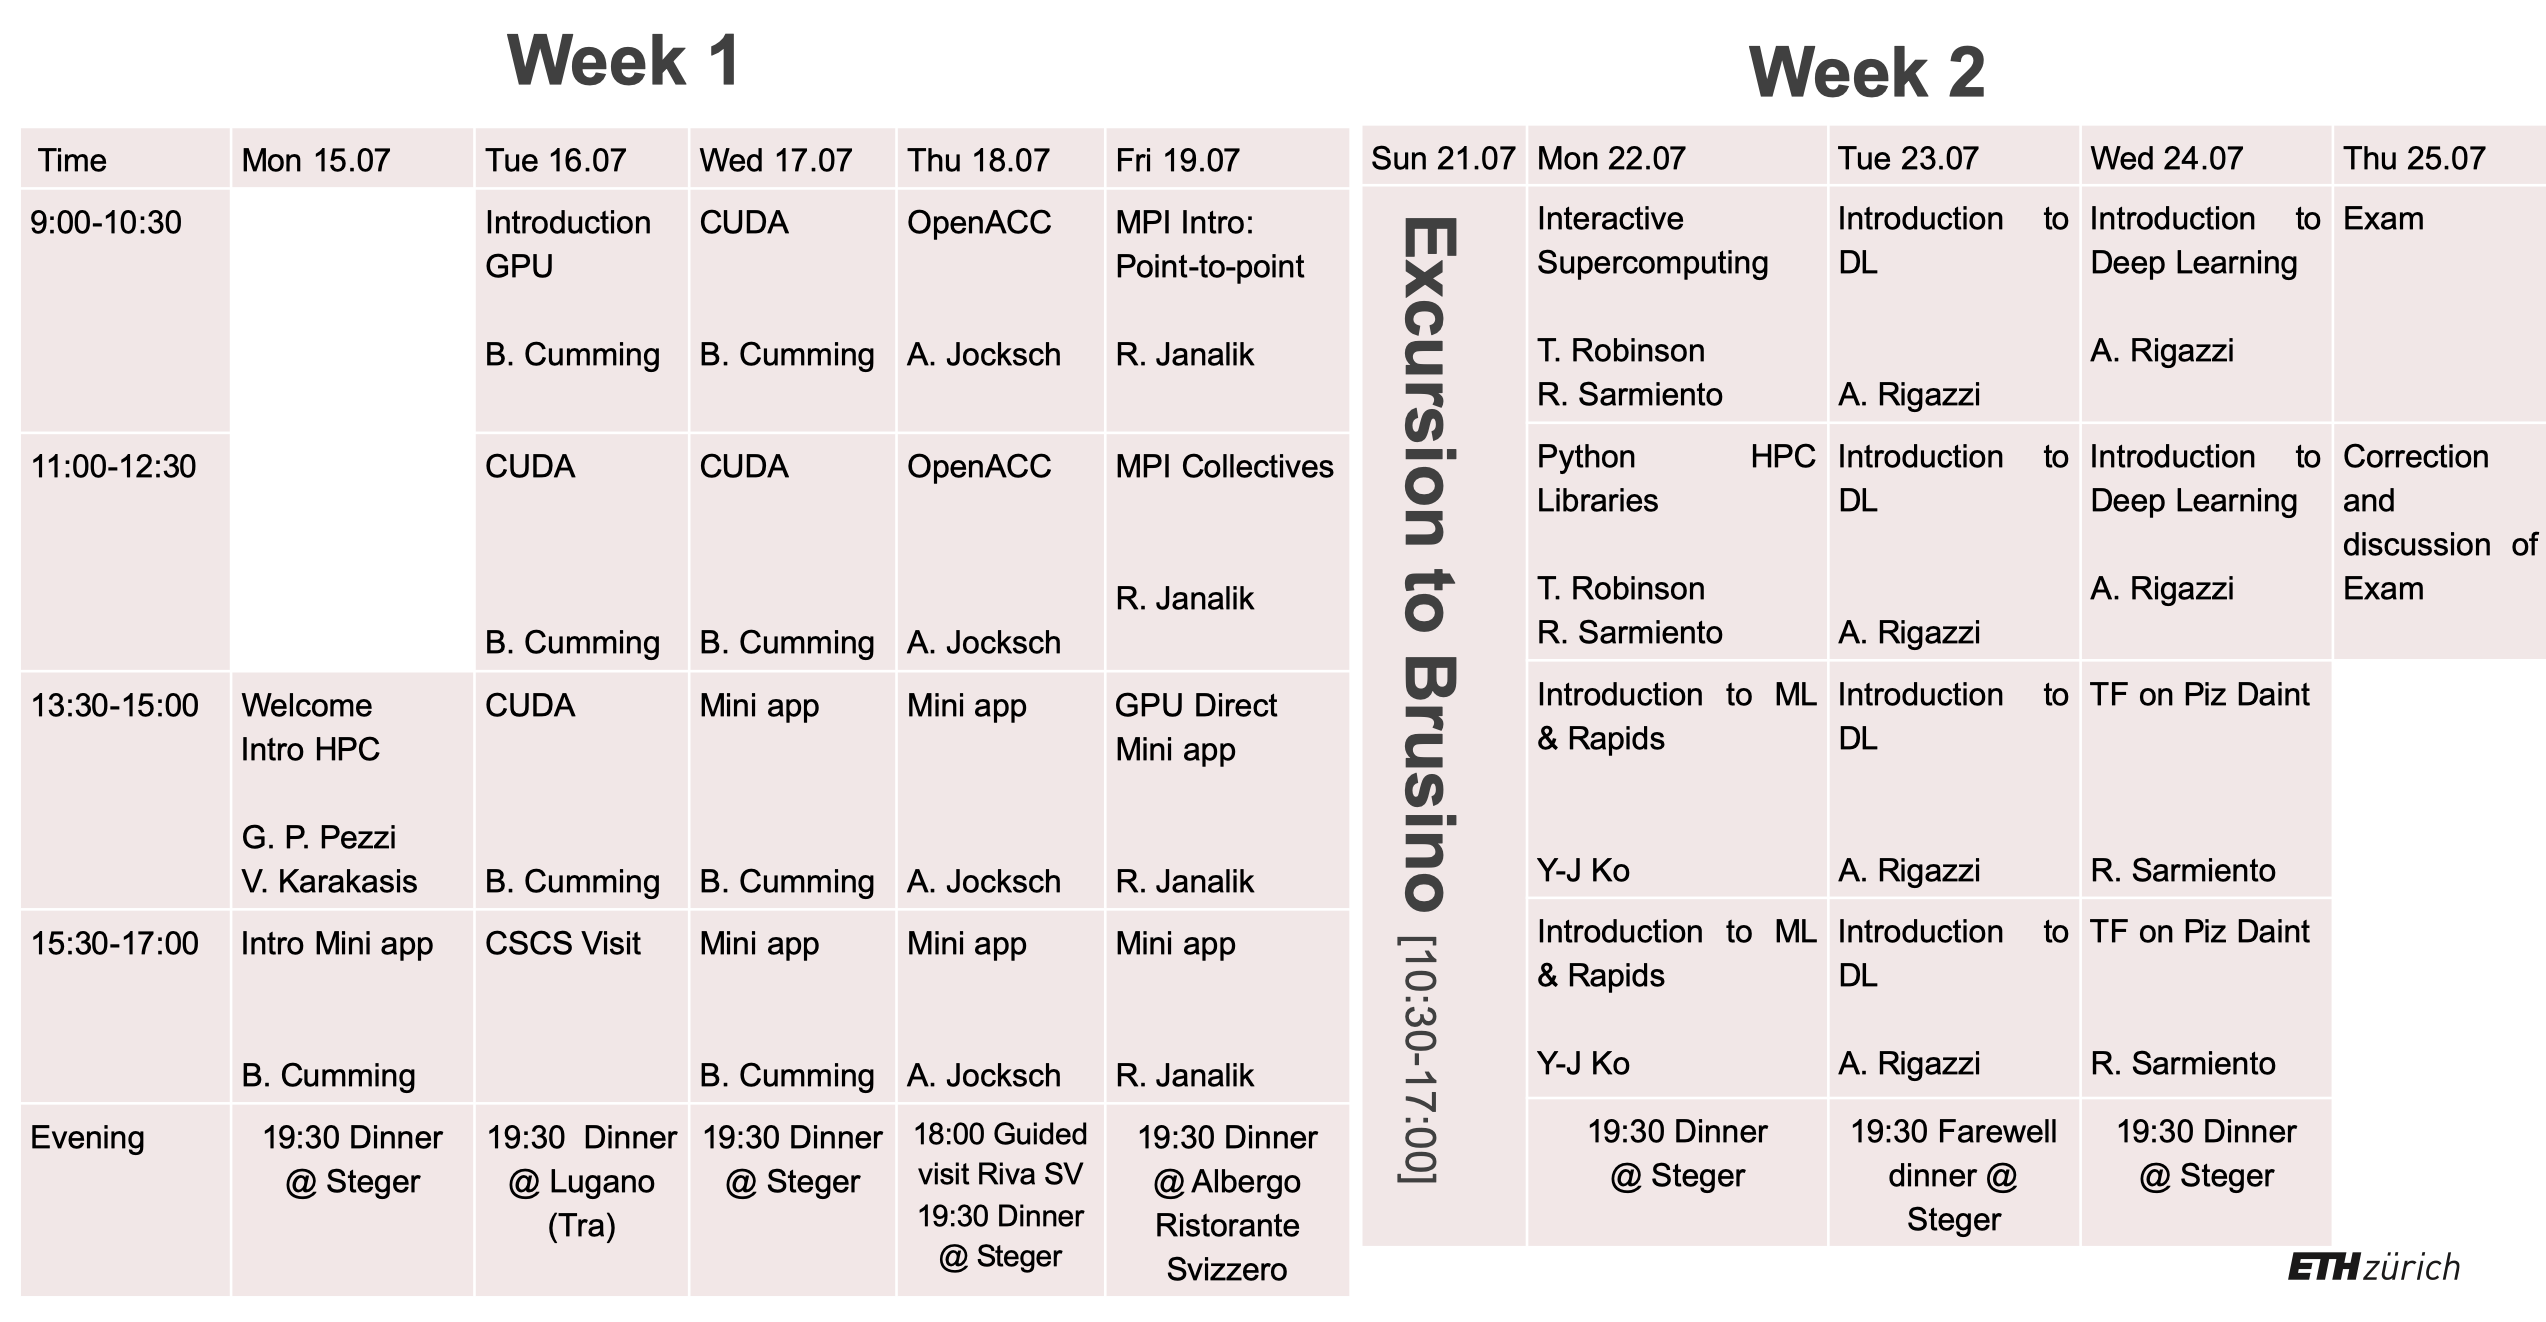 Week 1
Time
Mon 15.07
Tue 16.07
Wed 17.07
Thu 18.07
Fri 19.07
9:00-10:30
Introduction
GPU
B. Cumming
CUDA
B. Cumming
OpenACC
A. Jocksch
MPI Intro:
Point-to-point
R. Janalik
11:00-12:30
CUDA
B. Cumming
CUDA
B. Cumming
OpenACC
A. Jocksch
MPI Collectives
R. Janalik
13:30-15:00
Welcome
Intro HPC
G. P. Pezzi
V. Karakasis
CUDA
B. Cumming
Mini app
B. Cumming
Mini app
A. Jocksch
GPU Direct
Mini app
R. Janalik
15:30-17:00
Intro Mini app
B. Cumming
CSCS Visit
Mini app
B. Cumming
Mini app
A. Jocksch
Mini app
R. Janalik
Evening
19:30 Dinner
@ Steger
19:30 Dinner
@ Lugano
(Tra)
19:30 Dinner
@ Steger
18:00 Guided
visit Riva SV
19:30 Dinner
@ Steger
19:30 Dinner
@ Albergo
Ristorante
Svizzero
Week 2
Sun 21.07
Mon 22.07
Tue 23.07
Wed 24.07
Thu 25.07
Excursion to Brusino [10:30-17:00]
Interactive
Supercomputing
T. Robinson
R. Sarmiento
Introduction to
DL
A. Rigazzi
Introduction to
Deep Learning
A. Rigazzi
Exam
Python HPC
Libraries
T. Robinson
R. Sarmiento
Introduction to
DL
A. Rigazzi
Introduction to
Deep Learning
A. Rigazzi
Correction
and
discussion of
Exam
Introduction to ML
& Rapids
Y-J Ko
Introduction to
DL
A. Rigazzi
TF on Piz Daint
R. Sarmiento
Introduction to ML
& Rapids
Y-J Ko
Introduction to
DL
A. Rigazzi
TF on Piz Daint
R. Sarmiento
19:30 Dinner
@ Steger
19:30 Farewell
dinner @
Steger
19:30 Dinner
@ Steger
ETH zürich